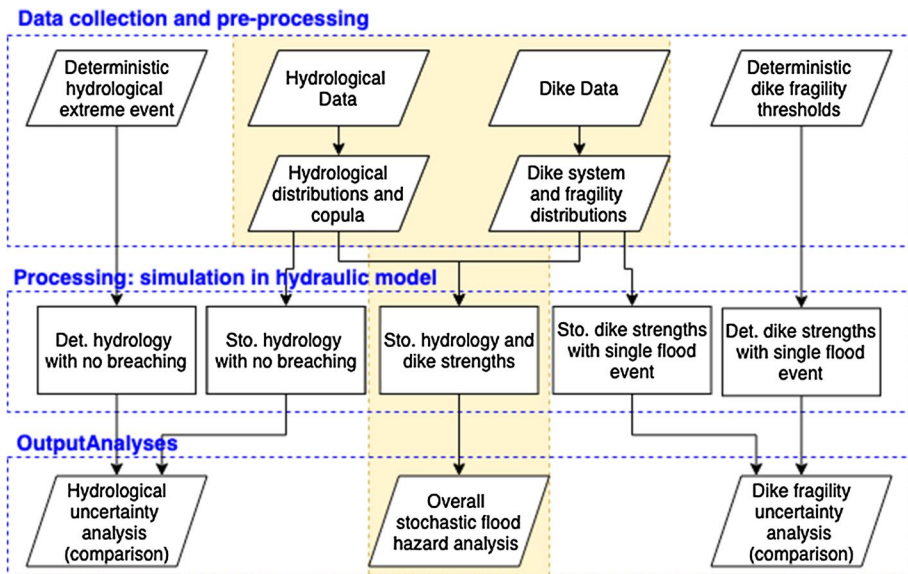 Data collection and pre-processing
Deterministic
hydrological
extreme event
Hydrological
Data
Dike Data
Deterministic
dike fragility
thresholds
Hydrological
distributions and
copula
Dike system
and fragility
distributions
Processing: simulation in hydraulic model
Det. hydrology
with no breaching
Sto. hydrology
with no breaching
Sto. hydrology and
dike strengths
Sto. dike strengths
with single flood
event
Det. dike strengths
with single flood
event
OutputAnalyses
Hydrological
uncertainty
analysis
(comparison)
Overall
stochastic flood
hazard analysis
Dike fragility
uncertainty
analysis
(comparison)